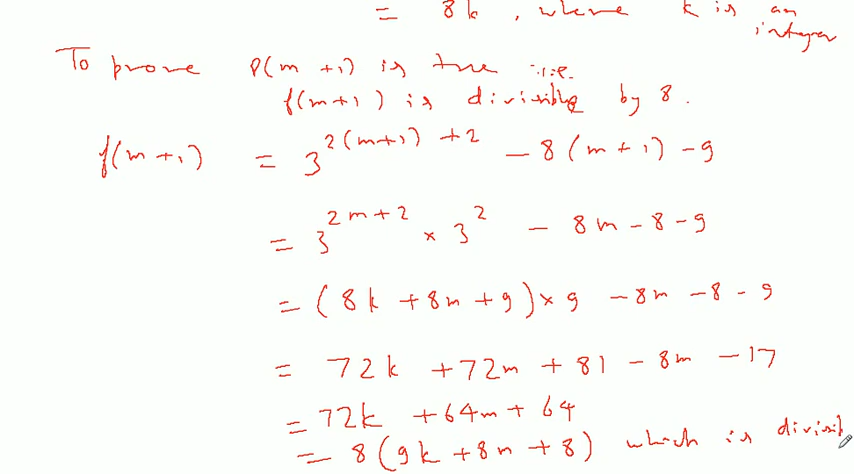 = 8k, where k is an integer
To prove P(m+1) is true i.e.
f(m+1) is divisible by 8.
f(m+1) = 3^{2(m+1)+2} - 8(m+1) - 9
= 3^{2m+2} × 3^2 - 8m - 8 - 9
= (8k + 8m + 9) × 9 - 8m - 8 - 9
= 72k + 72m + 81 - 8m - 17
= 72k + 64m + 64
= 8(9k + 8m + 8) which is divisib